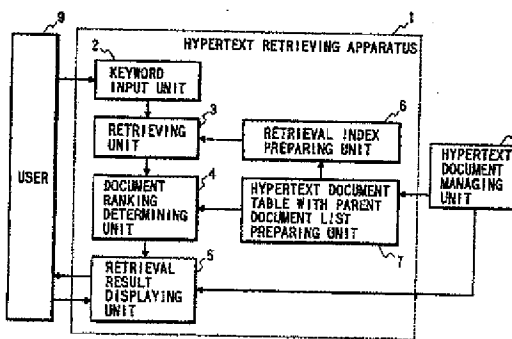 9
1
HYPERTEXT RETRIEVING APPARATUS
2
KEYWORD
INPUT UNIT
3
RETRIEVING
UNIT
6
RETRIEVAL INDEX
PREPARING UNIT
USER
4
DOCUMENT
RANKING
DETERMINING
UNIT
HYPERTEXT DOCUMENT
TABLE WITH PARENT
DOCUMENT LIST
PREPARING UNIT
7
HYPERTEXT
DOCUMENT
MANAGING
UNIT
5
RETRIEVAL
RESULT
DISPLAYING
UNIT